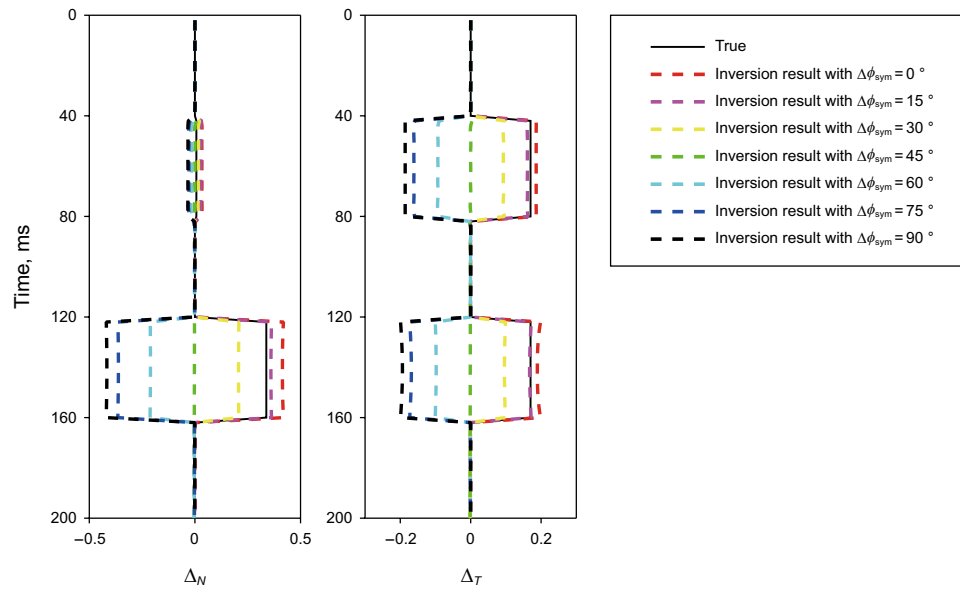 Time, ms
0
40
80
120
160
200
-0.5
0
0.5
Δ_N
0
40
80
120
160
200
-0.2
0
0.2
Δ_T
True
Inversion result with Δϕ_sym = 0 °
Inversion result with Δϕ_sym = 15 °
Inversion result with Δϕ_sym = 30 °
Inversion result with Δϕ_sym = 45 °
Inversion result with Δϕ_sym = 60 °
Inversion result with Δϕ_sym = 75 °
Inversion result with Δϕ_sym = 90 °